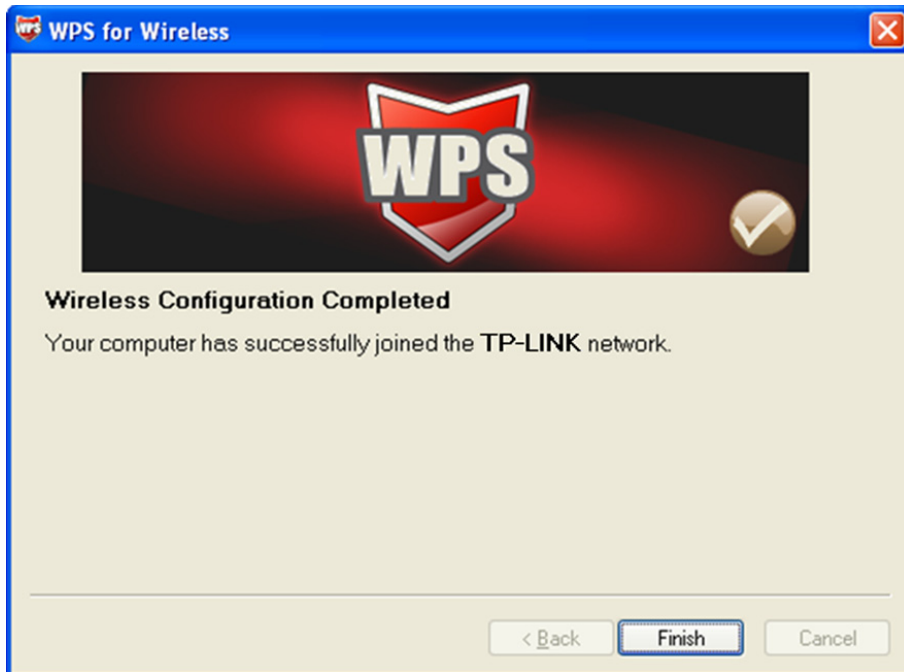 WPS WPS for Wireless
WPS
Wireless Configuration Completed
Your computer has successfully joined the TP-LINK network.
< Back Finish Cancel